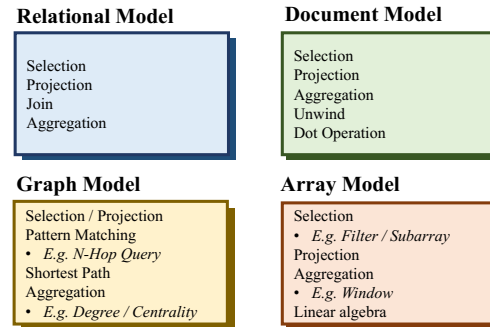 Relational Model
Selection
Projection
Join
Aggregation
Document Model
Selection
Projection
Aggregation
Unwind
Dot Operation
Graph Model
Selection / Projection
Pattern Matching
• E.g. N-Hop Query
Shortest Path
Aggregation
• E.g. Degree / Centrality
Array Model
Selection
• E.g. Filter / Subarray
Projection
Aggregation
• E.g. Window
Linear algebra